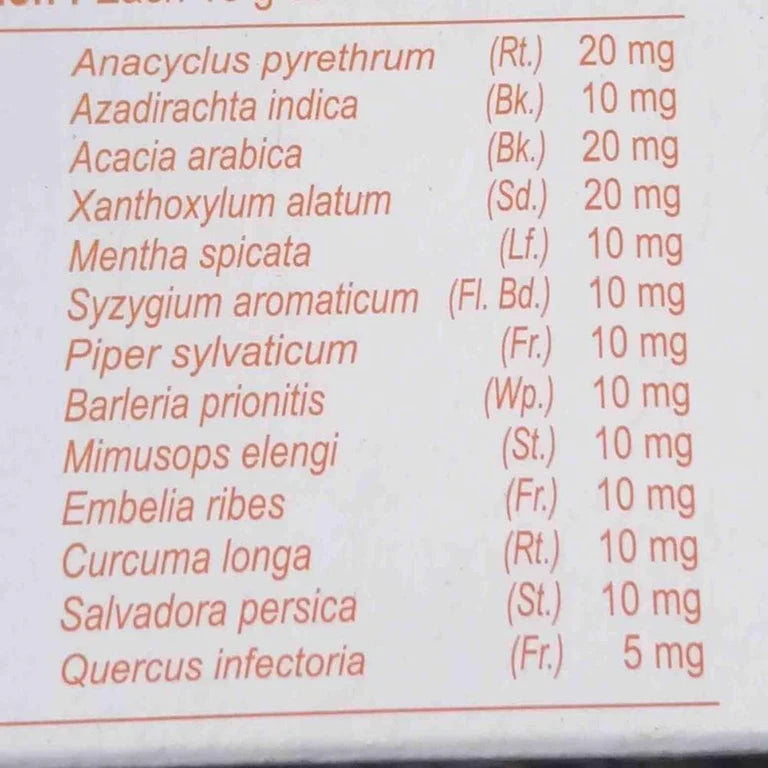 Anacyclus pyrethrum (Rt.) 20 mg
Azadirachta indica (Bk.) 10 mg
Acacia arabica (Bk.) 20 mg
Xanthoxylum alatum (Sd.) 20 mg
Mentha spicata (Lf.) 10 mg
Syzygium aromaticum (Fl. Bd.) 10 mg
Piper sylvaticum (Fr.) 10 mg
Barleria prionitis (Wp.) 10 mg
Mimusops elengi (St.) 10 mg
Embelia ribes (Fr.) 10 mg
Curcuma longa (Rt.) 10 mg
Salvadora persica (St.) 10 mg
Quercus infectoria (Fr.) 5 mg